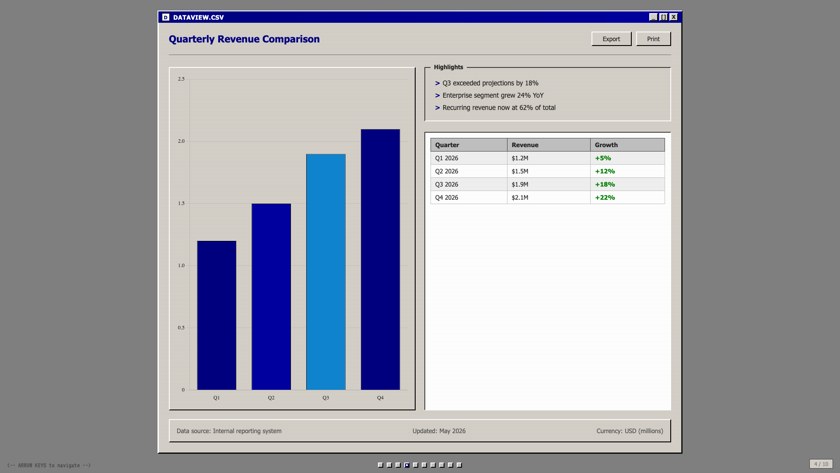 DATAVIEW.CSV
Quarterly Revenue Comparison
Export
Print
2.5
2.0
1.5
1.0
0.5
0
Q1
Q2
Q3
Q4
Highlights
> Q3 exceeded projections by 18%
> Enterprise segment grew 24% YoY
> Recurring revenue now at 62% of total
Quarter Revenue Growth
Q1 2026 $1.2M +5%
Q2 2026 $1.5M +12%
Q3 2026 $1.9M +18%
Q4 2026 $2.1M +22%
Data source: Internal reporting system
Updated: May 2026
Currency: USD (millions)
<-- ARROW KEYS to navigate -->
4 / 10